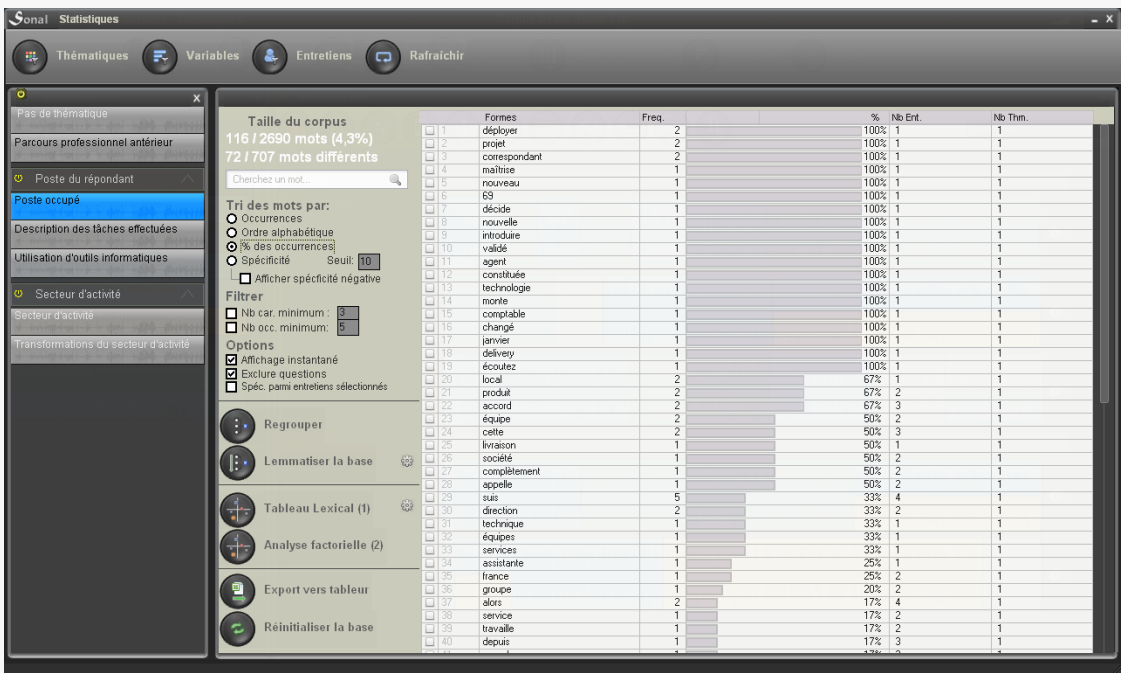 Sonal Statistiques
Thématiques Variables Entretiens Rafraîchir
Pas de thématique
Parcours professionnel antérieur
Poste du répondant
Poste occupé
Description des tâches effectuées
Utilisation d'outils informatiques
Secteur d'activité
Secteur d'activité
Transformations du secteur d'activité
Taille du corpus
116 / 2690 mots (4,3%)
72 / 707 mots différents
Cherchez un mot...
Tri des mots par:
Occurrences
Ordre alphabétique
% des occurrences
Spécificité Seuil: 10
Afficher spécficité négative
Filtrer
Nb car. minimum : 3
Nb occ. minimum: 5
Options
Affichage instantané
Exclure questions
Spéc. parmi entretiens sélectionnés
Regrouper
Lemmatiser la base
Tableau Lexical (1)
Analyse factorielle (2)
Export vers tableur
Réinitialiser la base
Formes Freq. % Nb Ent. Nb Thm.
1 déployer 2 100% 1 1
2 projet 2 100% 1 1
3 correspondant 2 100% 1 1
4 maîtrise 1 100% 1 1
5 nouveau 1 100% 1 1
6 69 1 100% 1 1
7 décide 1 100% 1 1
8 nouvelle 1 100% 1 1
9 introduire 1 100% 1 1
10 validé 1 100% 1 1
11 agent 1 100% 1 1
12 constituée 1 100% 1 1
13 technologie 1 100% 1 1
14 monte 1 100% 1 1
15 comptable 1 100% 1 1
16 changé 1 100% 1 1
17 janvier 1 100% 1 1
18 delivery 1 100% 1 1
19 écoutez 1 100% 1 1
20 local 2 67% 1 1
21 produit 2 67% 2 1
22 accord 2 67% 3 1
23 équipe 2 50% 2 1
24 cette 2 50% 3 1
25 livraison 1 50% 1 1
26 société 1 50% 2 1
27 complètement 1 50% 2 1
28 appelle 1 50% 2 1
29 suis 5 33% 4 1
30 direction 2 33% 2 1
31 technique 1 33% 1 1
32 équipes 1 33% 1 1
33 services 1 33% 1 1
34 assistante 1 25% 1 1
35 france 1 25% 2 1
36 groupe 1 20% 2 1
37 alors 2 17% 4 1
38 service 1 17% 2 1
39 travaille 1 17% 2 1
40 depuis 1 17% 3 1